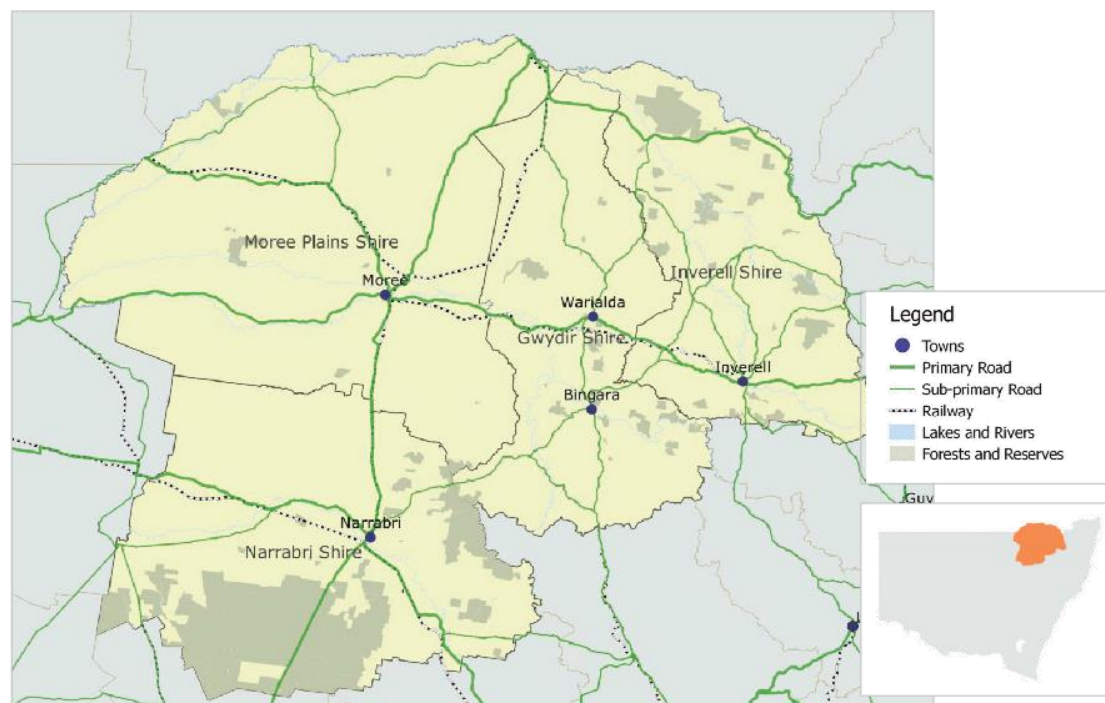 Moree Plains Shire
Moree
Inverell Shire
Warialda
Gwydir Shire
Inverell
Bingara
Narrabri
Narrabri Shire
Legend
Towns
Primary Road
Sub-primary Road
Railway
Lakes and Rivers
Forests and Reserves
Guy